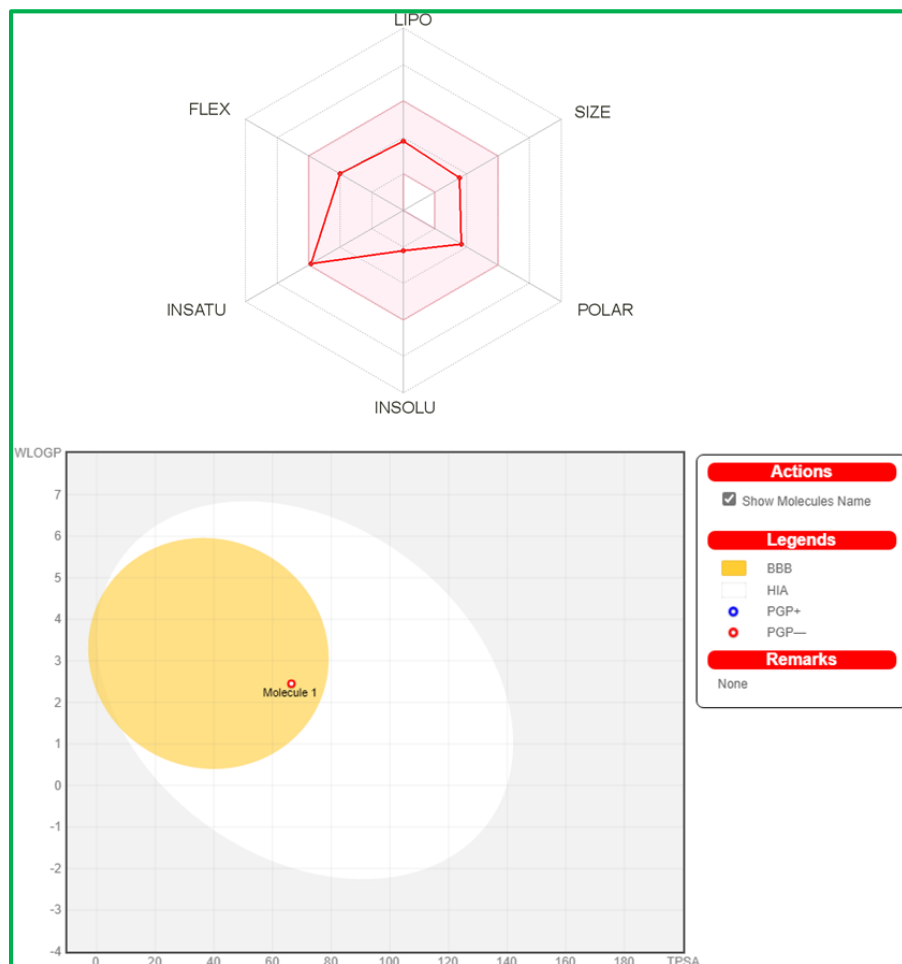 LIPO
FLEX
SIZE
INSATU
POLAR
INSOLU
WLOGP
7
6
5
4
3
2
1
0
-1
-2
-3
-4
Molecule 1
0 20 40 60 80 100 120 140 160 180 TPSA
Actions
Show Molecules Name
Legends
BBB
HIA
PGP+
PGP—
Remarks
None